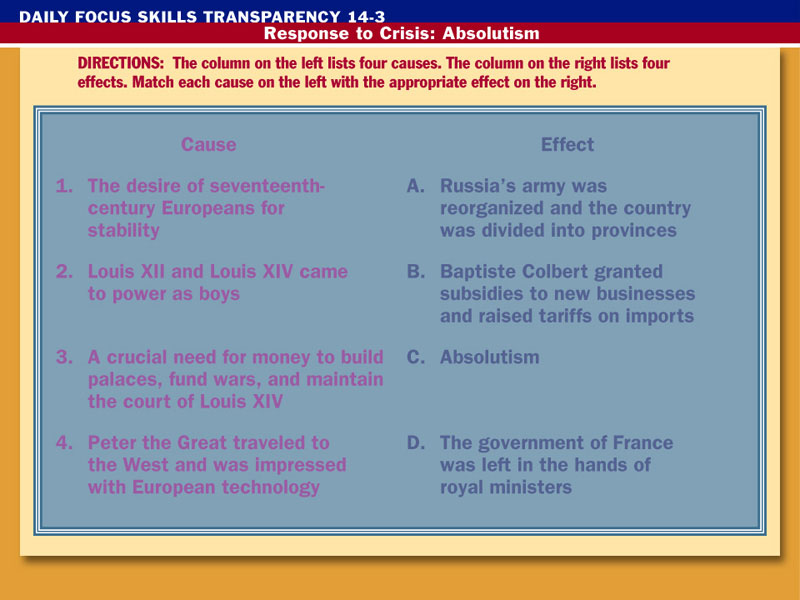 DAILY FOCUS SKILLS TRANSPARENCY 14-3
Response to Crisis: Absolutism
DIRECTIONS: The column on the left lists four causes. The column on the right lists four
effects. Match each cause on the left with the appropriate effect on the right.
Cause
1. The desire of seventeenth-
century Europeans for
stability
2. Louis XII and Louis XIV came
to power as boys
3. A crucial need for money to build
palaces, fund wars, and maintain
the court of Louis XIV
4. Peter the Great traveled to
the West and was impressed
with European technology
Effect
A. Russia's army was
reorganized and the country
was divided into provinces
B. Baptiste Colbert granted
subsidies to new businesses
and raised tariffs on imports
C. Absolutism
D. The government of France
was left in the hands of
royal ministers